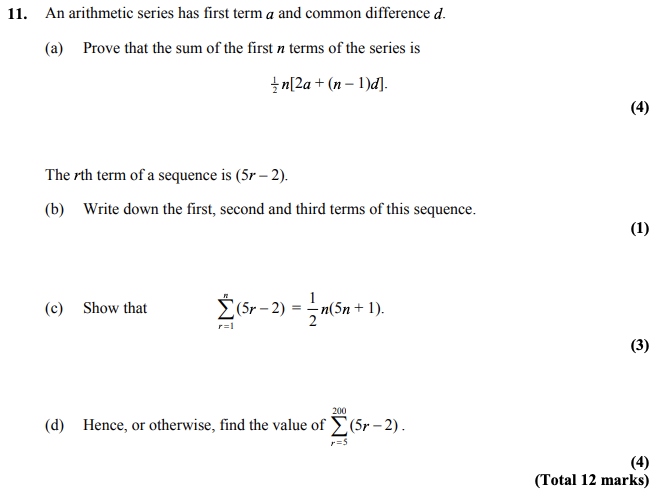 11. An arithmetic series has first term a and common difference d.
(a) Prove that the sum of the first n terms of the series is
½n[2a + (n – 1)d].
(4)
The rth term of a sequence is (5r – 2).
(b) Write down the first, second and third terms of this sequence.
(1)
(c) Show that \sum_{r=1}^{n}(5r – 2) = \frac{1}{2}n(5n + 1).
(3)
(d) Hence, or otherwise, find the value of \sum_{r=5}^{200}(5r – 2).
(4)
(Total 12 marks)